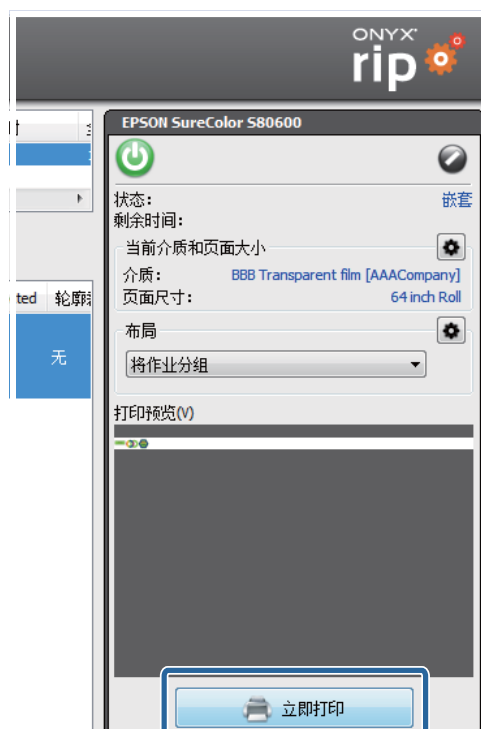 ONYX
rip
EPSON SureColor S80600
状态:
嵌套
剩余时间:
当前介质和页面大小
介质:
BBB Transparent film [AAACompany]
页面尺寸:
64 inch Roll
ted
轮廓
布局
无
将作业分组
打印预览(V)
立即打印